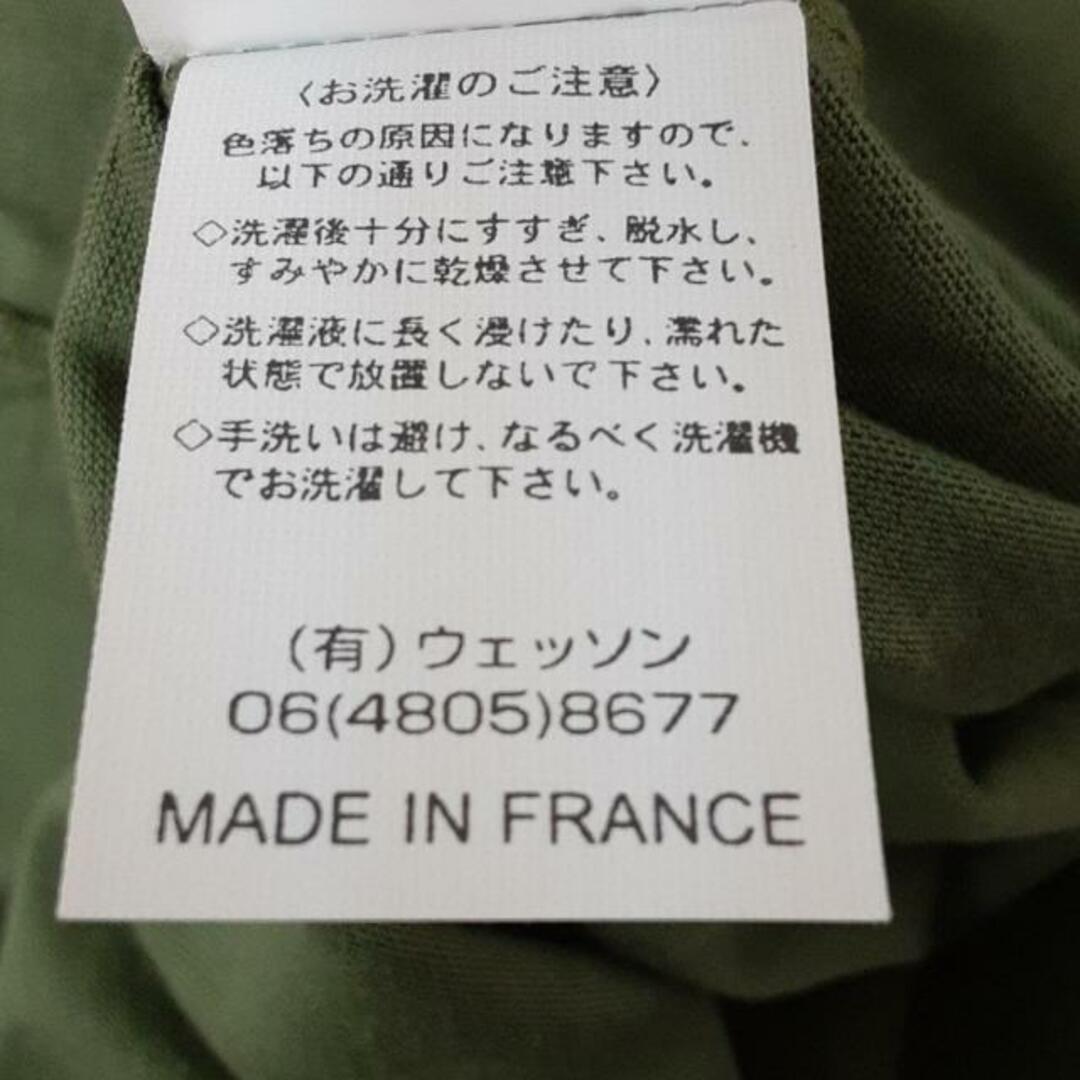 〈お洗濯のご注意〉
色落ちの原因になりますので、
以下の通りご注意下さい。
◇洗濯後十分にすすぎ、脱水し、
すみやかに乾燥させて下さい。
◇洗濯液に長く浸けたり、濡れた
状態で放置しないで下さい。
◇手洗いは避け、なるべく洗濯機
でお洗濯して下さい。
(有)ウェッソン
06(4805)8677
MADE IN FRANCE